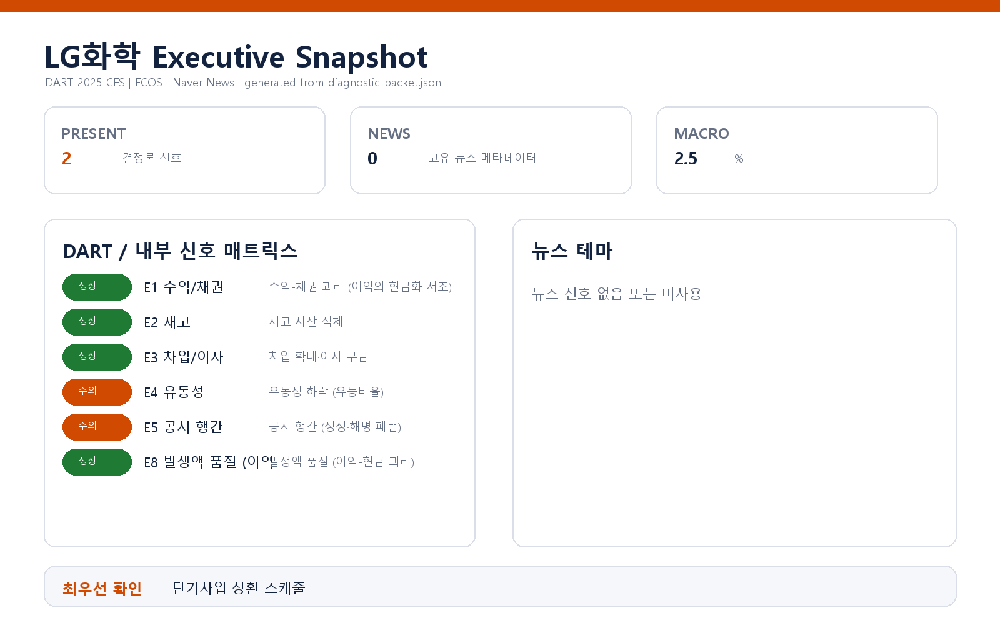 LG화학 Executive Snapshot
DART 2025 CFS | ECOS | Naver News | generated from diagnostic-packet.json
PRESENT
2 결정론 신호
NEWS
0 고유 뉴스 메타데이터
MACRO
2.5 %
DART / 내부 신호 매트릭스
정상 E1 수익/채권 수익-채권 괴리 (이익의 현금화 저조)
정상 E2 재고 재고 자산 적체
정상 E3 차입/이자 차입 확대·이자 부담
주의 E4 유동성 유동성 하락 (유동비율)
주의 E5 공시 행간 공시 행간 (정정·해명 패턴)
정상 E8 발생액 품질 (이익 발생액 품질 (이익-현금 괴리)
뉴스 테마
뉴스 신호 없음 또는 미사용
최우선 확인 단기차입 상환 스케줄